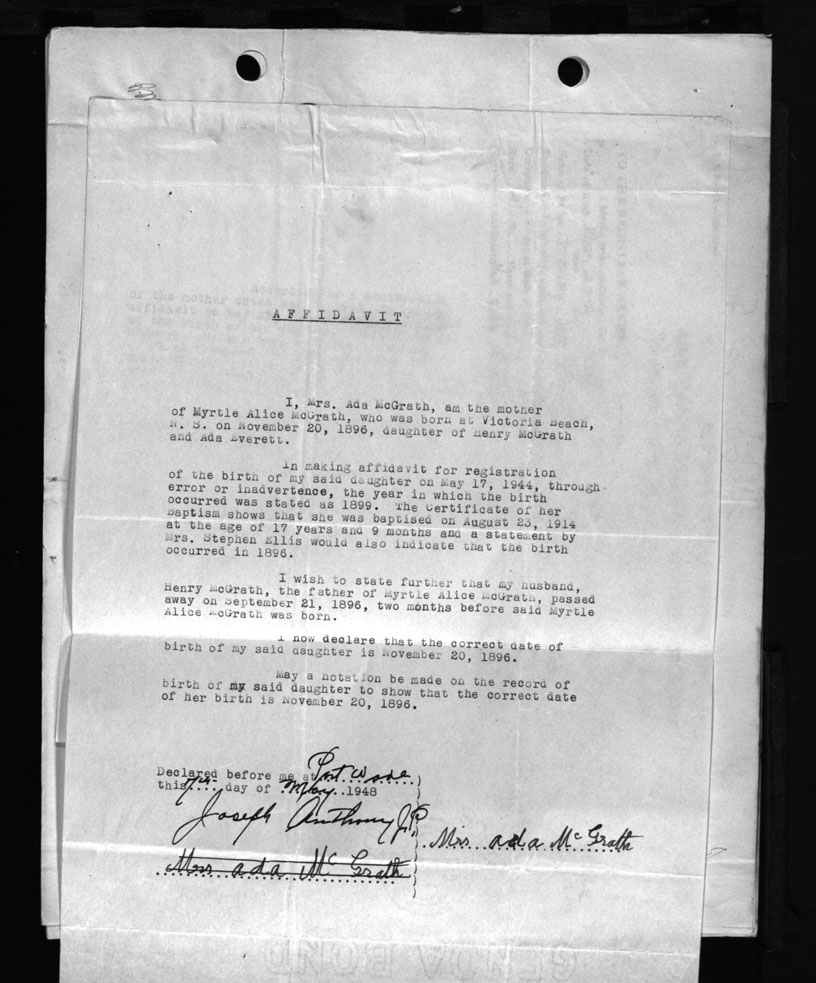 AFFIDAVIT
I, Mrs. Ada McGrath, am the mother
of Myrtle Alice McGrath, who was born at Victoria Beach,
N. S. on November 20, 1896, daughter of Henry McGrath
and Ada Everett.
In making affidavit for registration
of the birth of my said daughter on May 17, 1944, through
error or inadvertence, the year in which the birth
occurred was stated as 1899. The Certificate of her
Baptism shows that she was baptised on August 23, 1914
at the age of 17 years and 9 months and a statement by
Mrs. Stephen Ellis would also indicate that the birth
occurred in 1896.
I wish to state further that my husband,
Henry McGrath, the father of Myrtle Alice McGrath, passed
away on September 21, 1896, two months before said Myrtle
Alice McGrath was born.
I now declare that the correct date of
birth of my said daughter is November 20, 1896.
May a notation be made on the record of
birth of my said daughter to show that the correct date
of her birth is November 20, 1896.
Declared before me at Port Wade
this 7th day of May 1948
Joseph Anthony J.P.
Mrs. ada McGrath
Mrs ada McGrath
GENOA BOND